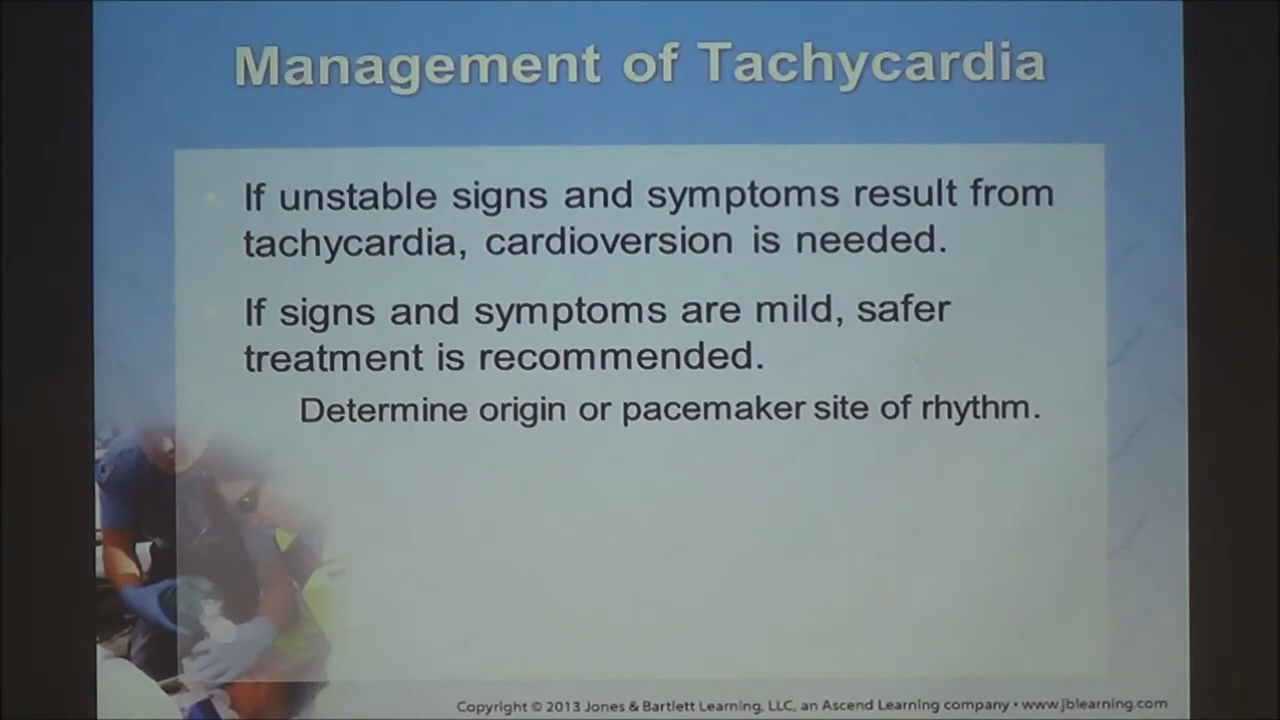 Management of Tachycardia
If unstable signs and symptoms result from
tachycardia, cardioversion is needed.
If signs and symptoms are mild, safer
treatment is recommended.
Determine origin or pacemaker site of rhythm.
Copyright © 2013 Jones & Bartlett Learning, LLC, an Ascend Learning company • www.jblearning.com